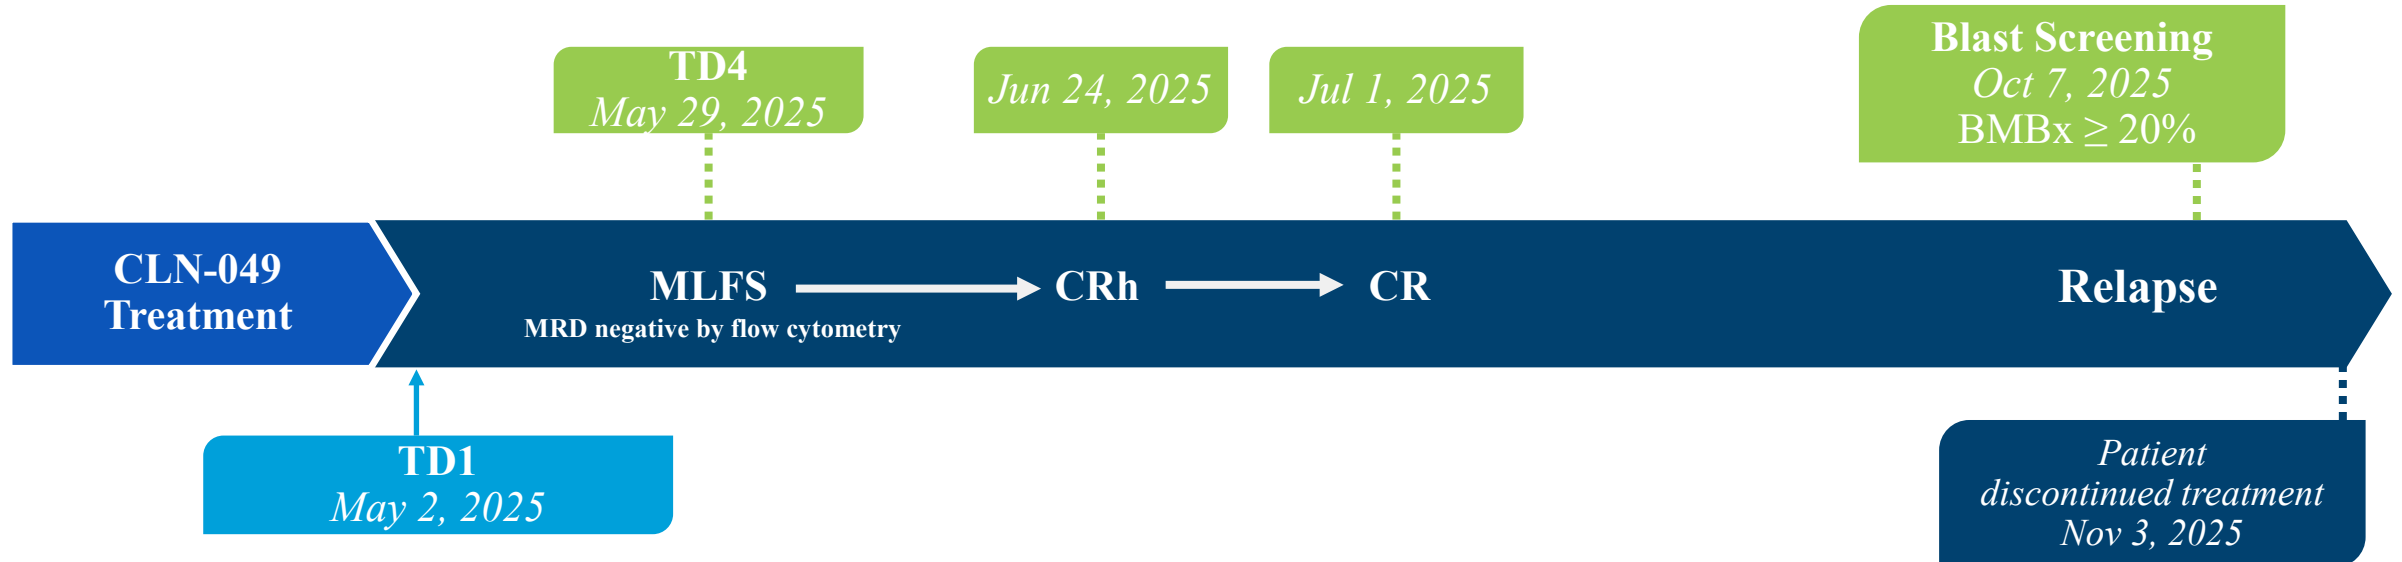 TD4
May 29, 2025
Jun 24, 2025
Jul 1, 2025
Blast Screening
Oct 7, 2025
BMBx ≥ 20%
CLN-049
Treatment
MLFS
MRD negative by flow cytometry
CRh
CR
Relapse
TD1
May 2, 2025
Patient
discontinued treatment
Nov 3, 2025